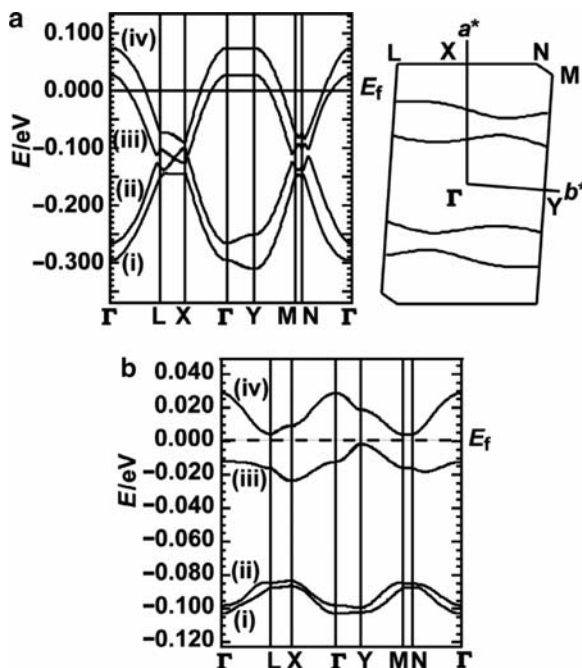 a
E/eV
0.100
0.000
−0.100
−0.200
−0.300
(iv)
(iii)
(ii)
(i)
E_f
Γ L X Γ Y M N Γ
a*
L X N
M
Γ
b*
Y
b
E/eV
0.040
0.020
0.000
−0.020
−0.040
−0.060
−0.080
−0.100
−0.120
(iv)
(iii)
(ii)
(i)
E_f
Γ L X Γ Y M N Γ